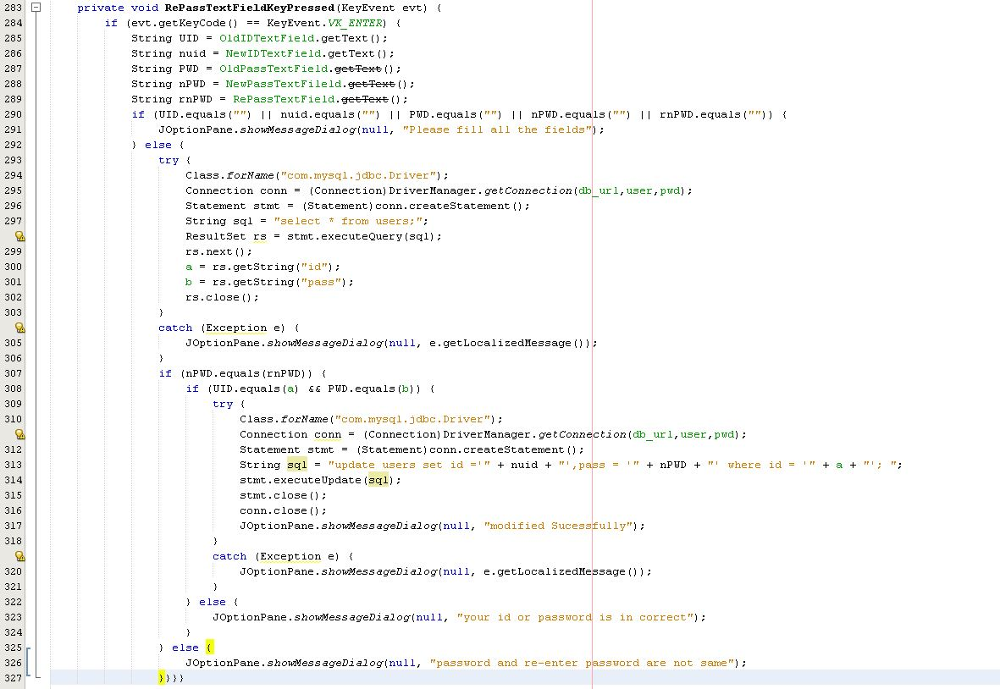 283 private void RePassTextFieldKeyPressed(KeyEvent evt) {
284 if (evt.getKeyCode() == KeyEvent.VK_ENTER) {
285 String UID = OldIDTextField.getText();
286 String nuid = NewIDTextField.getText();
287 String PWD = OldPassTextField.getText();
288 String nPWD = NewPassTextFileld.getText();
289 String rnPWD = RePassTextField.getText();
290 if (UID.equals("") || nuid.equals("") || PWD.equals("") || nPWD.equals("") || rnPWD.equals("")) {
291 JOptionPane.showMessageDialog(null, "Please fill all the fields");
292 } else {
293 try {
294 Class.forName("com.mysql.jdbc.Driver");
295 Connection conn = (Connection)DriverManager.getConnection(db_url,user,pwd);
296 Statement stmt = (Statement)conn.createStatement();
297 String sql = "select * from users;";
ResultSet rs = stmt.executeQuery(sql);
299 rs.next();
300 a = rs.getString("id");
301 b = rs.getString("pass");
302 rs.close();
303 }
catch (Exception e) {
305 JOptionPane.showMessageDialog(null, e.getLocalizedMessage());
306 }
307 if (nPWD.equals(rnPWD)) {
308 if (UID.equals(a) && PWD.equals(b)) {
309 try {
310 Class.forName("com.mysql.jdbc.Driver");
Connection conn = (Connection)DriverManager.getConnection(db_url,user,pwd);
312 Statement stmt = (Statement)conn.createStatement();
313 String sql = "update users set id ='" + nuid + "',pass = '" + nPWD + "' where id = '" + a + "'; ";
314 stmt.executeUpdate(sql);
315 stmt.close();
316 conn.close();
317 JOptionPane.showMessageDialog(null, "modified Sucessfully");
318 }
catch (Exception e) {
320 JOptionPane.showMessageDialog(null, e.getLocalizedMessage());
321 }
322 } else {
323 JOptionPane.showMessageDialog(null, "your id or password is in correct");
324 }
325 } else {
326 JOptionPane.showMessageDialog(null, "password and re-enter password are not same");
327 }}}}